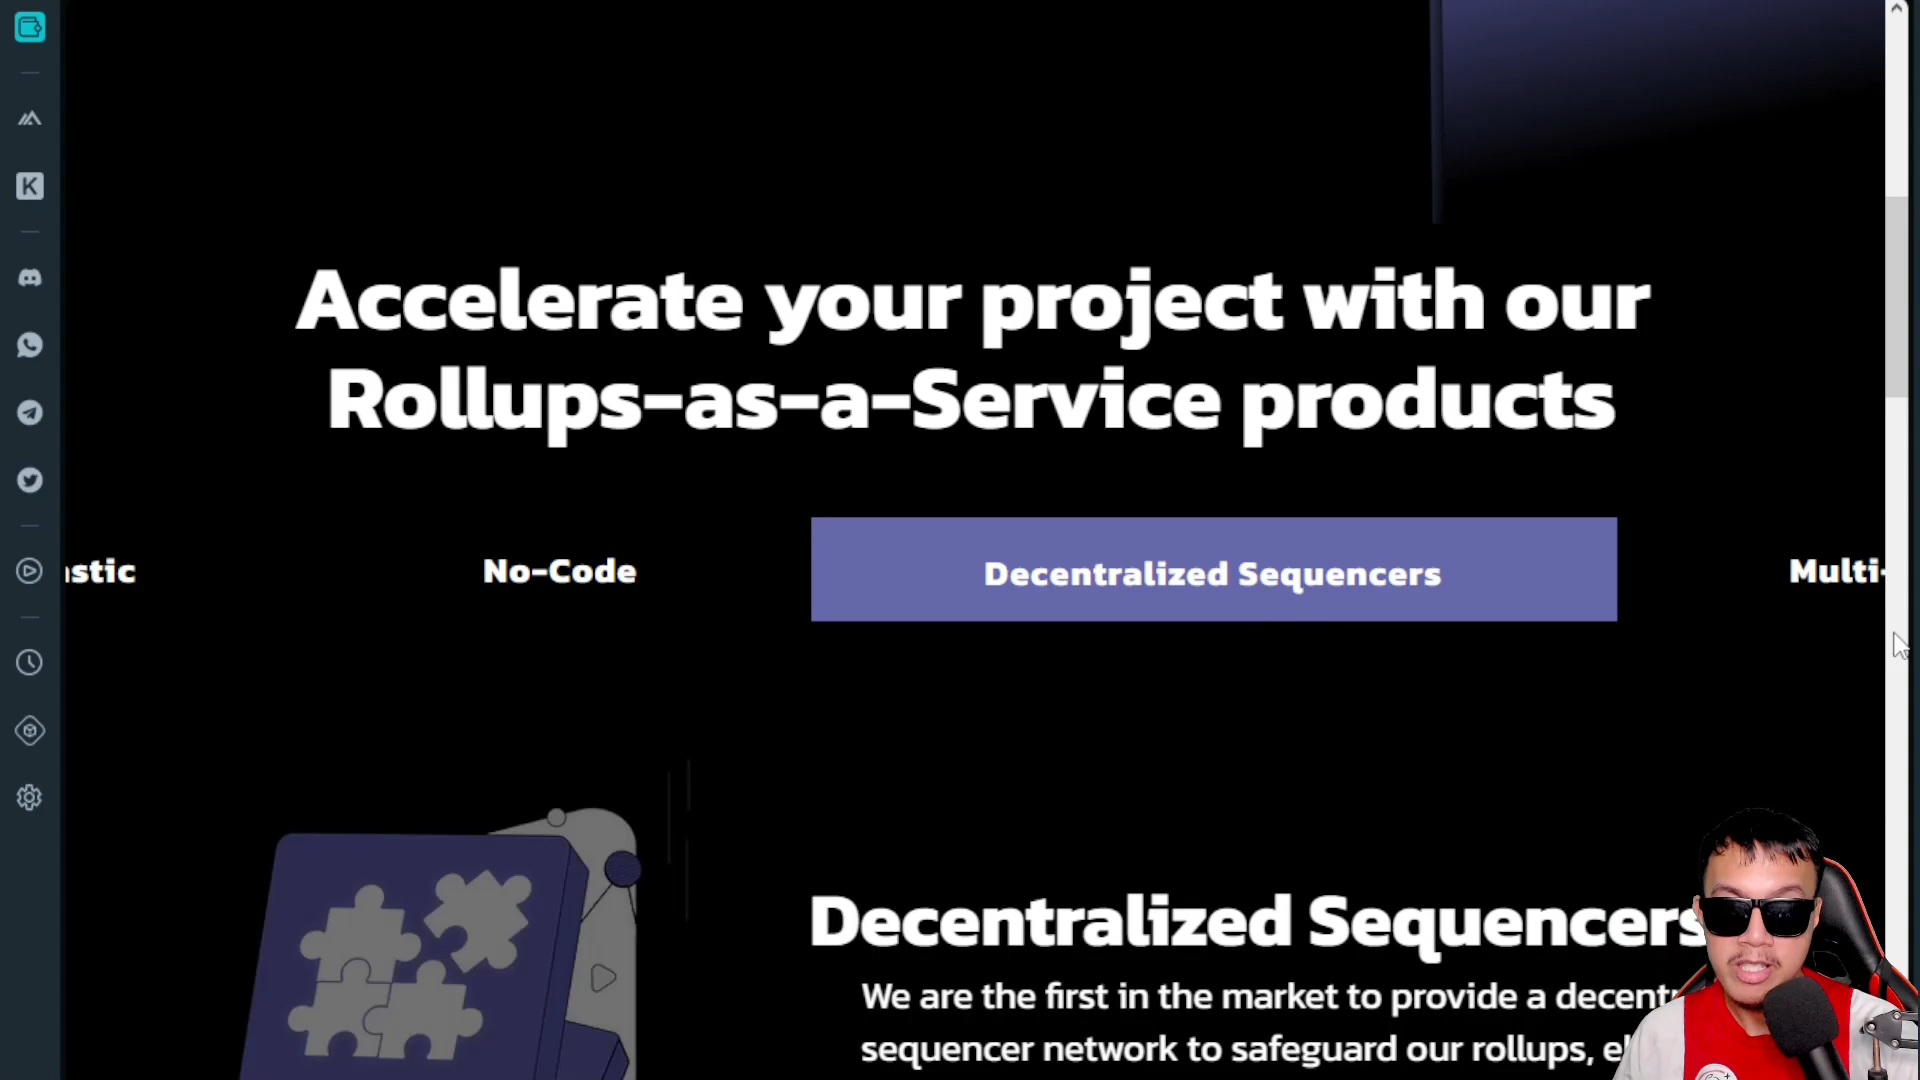 K
Accelerate your project with our
Rollups-as-a-Service products
astic No-Code Decentralized Sequencers Multi-
Decentralized Sequencers
We are the first in the market to provide a decent
sequencer network to safeguard our rollups,